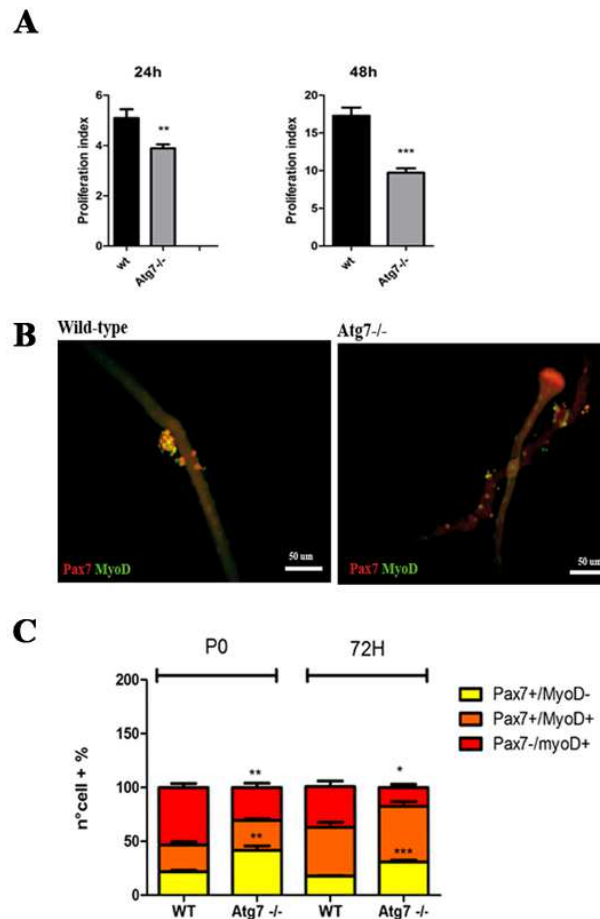 A
24h
48h
Proliferation index
6
4
2
0
**
wt
Atg7-/-
Proliferation index
20
15
10
5
0
***
wt
Atg7-/-
B
Wild-type
Atg7-/-
Pax7 MyoD
50 um
Pax7 MyoD
50 um
C
P0
72H
n°cell + %
200
150
100
50
0
**
**
*
***
WT
Atg7 -/-
WT
Atg7 -/-
Pax7+/MyoD-
Pax7+/MyoD+
Pax7-/myoD+